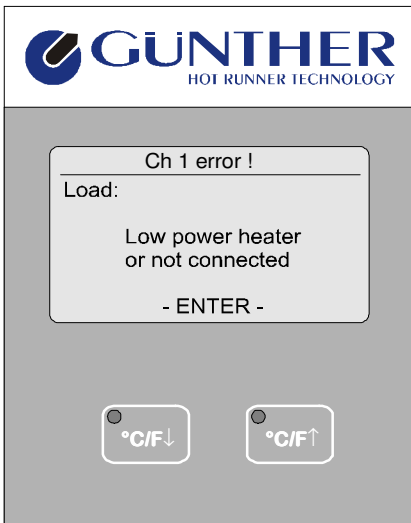 GÜNTHER
HOT RUNNER TECHNOLOGY
Ch 1 error !
Load:
Low power heater
or not connected
- ENTER -
°C/F↓
°C/F↑